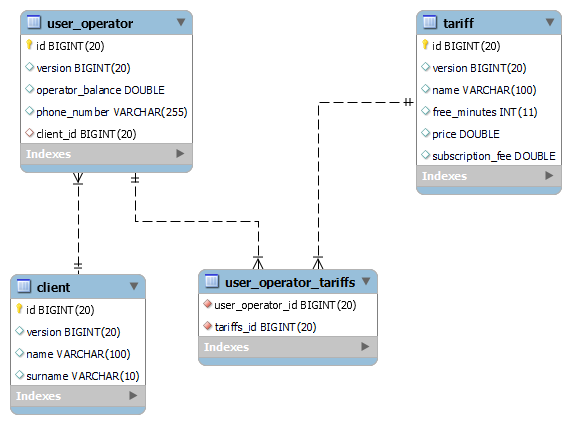 user_operator
id BIGINT(20)
version BIGINT(20)
operator_balance DOUBLE
phone_number VARCHAR(255)
client_id BIGINT(20)
Indexes
tariff
id BIGINT(20)
version BIGINT(20)
name VARCHAR(100)
free_minutes INT(11)
price DOUBLE
subscription_fee DOUBLE
Indexes
client
id BIGINT(20)
version BIGINT(20)
name VARCHAR(100)
surname VARCHAR(10)
Indexes
user_operator_tariffs
user_operator_id BIGINT(20)
tariffs_id BIGINT(20)
Indexes